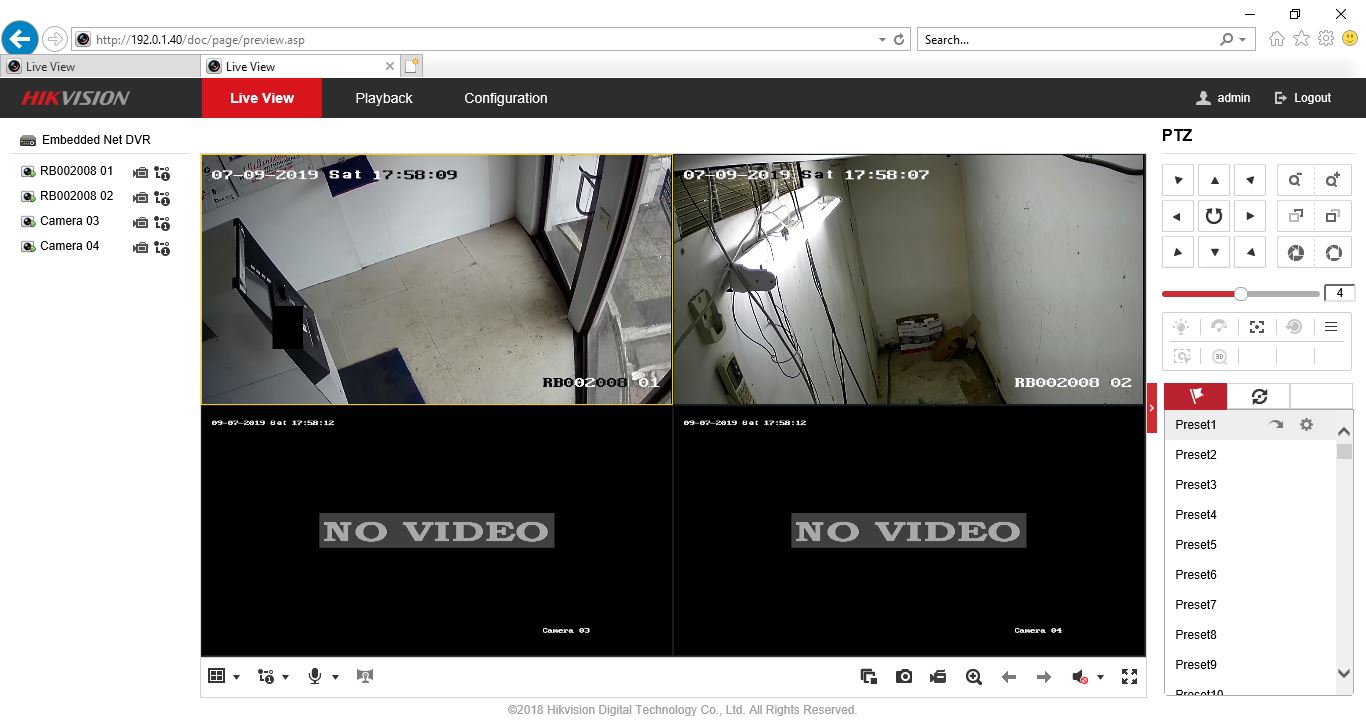 http://192.0.1.40/doc/page/preview.asp
Search...
Live View
Live View
HIKVISION
Live View
Playback
Configuration
admin
Logout
Embedded Net DVR
RB002008 01
RB002008 02
Camera 03
Camera 04
07-09-2019 Sat 17:58:09
RB002008 01
07-09-2019 Sat 17:58:07
RB002008 02
09-07-2019 Sat 17:58:12
NO VIDEO
Camera 03
09-07-2019 Sat 17:58:12
NO VIDEO
Camera 04
PTZ
4
3D
Preset1
Preset2
Preset3
Preset4
Preset5
Preset6
Preset7
Preset8
Preset9
Preset10
©2018 Hikvision Digital Technology Co., Ltd. All Rights Reserved.